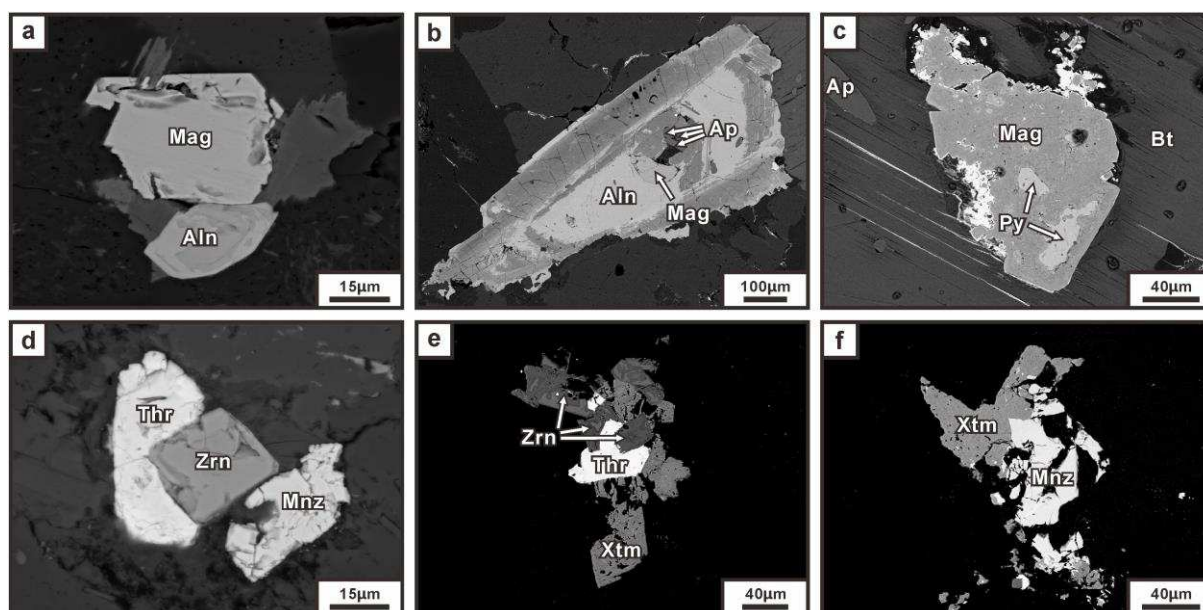 a
Mag
Aln
15μm
b
Ap
Aln
Mag
100μm
c
Ap
Mag
Bt
Py
40μm
d
Thr
Zrn
Mnz
15μm
e
Zrn
Thr
Xtm
40μm
f
Xtm
Mnz
40μm